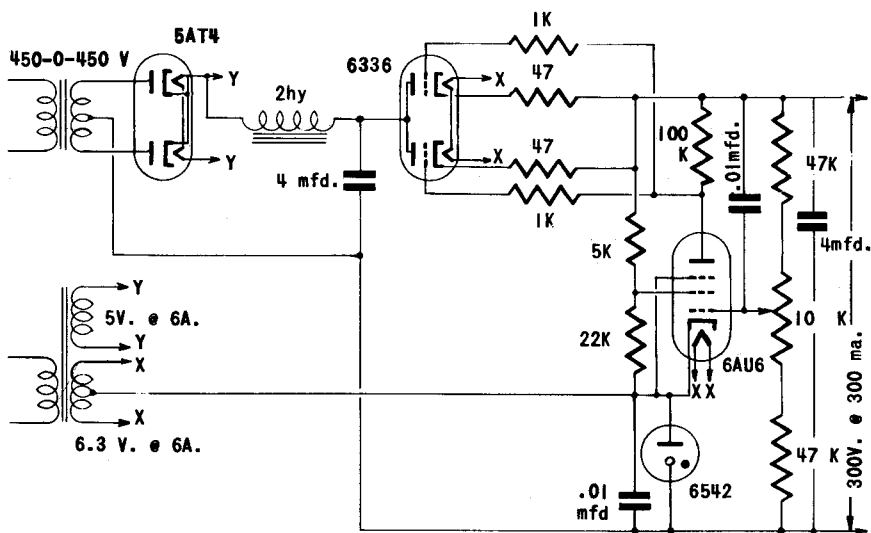 450-0-450 V
5AT4
Y
Y
2hy
4 mfd.
6336
X
X
1K
47
47
1K
100
K
.01mfd.
47K
4mfd.
5K
22K
10 K
6AU6
X X
47 K
300V. @ 300 ma.
Y
5V. @ 6A.
Y
X
X
6.3 V. @ 6A.
.01
mfd
6542